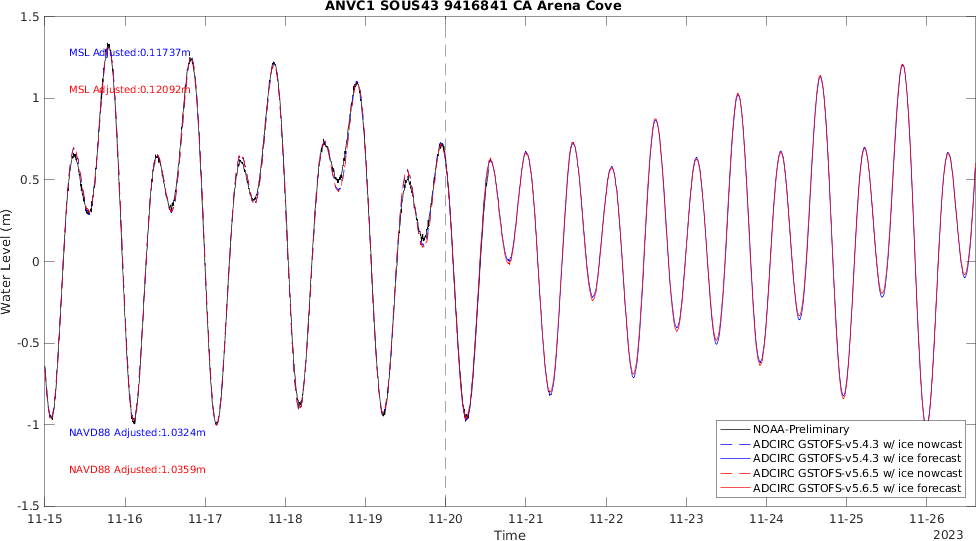 ANVC1 SOUS43 9416841 CA Arena Cove
1.5
1
0.5
0
-0.5
-1
-1.5
Water Level (m)
MSL Adjusted:0.11737m
MSL Adjusted:0.12092m
NAVD88 Adjusted:1.0324m
NAVD88 Adjusted:1.0359m
NOAA-Preliminary
ADCIRC GSTOFS-v5.4.3 w/ ice nowcast
ADCIRC GSTOFS-v5.4.3 w/ ice forecast
ADCIRC GSTOFS-v5.6.5 w/ ice nowcast
ADCIRC GSTOFS-v5.6.5 w/ ice forecast
11-15 11-16 11-17 11-18 11-19 11-20 11-21 11-22 11-23 11-24 11-25 11-26
Time
2023